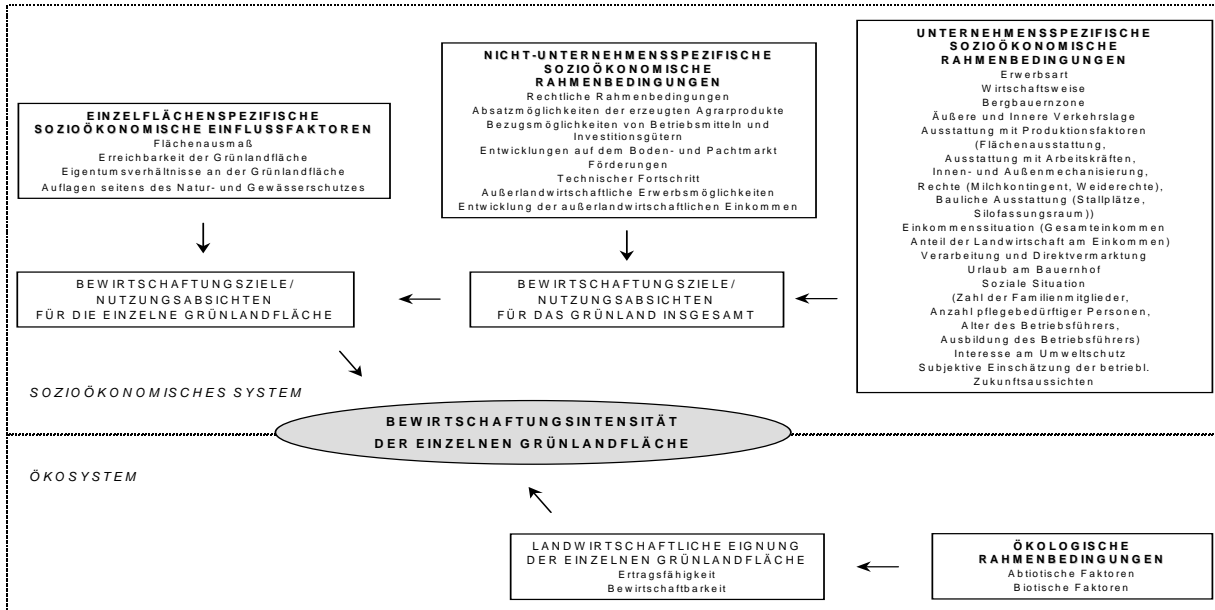 EINZELFLÄCHENSPEZIFISCHE
SOZIOÖKONOMISCHE EINFLUSSFAKTOREN
Flächenausmaß
Erreichbarkeit der Grünlandfläche
Eigentumsverhältnisse an der Grünlandfläche
Auflagen seitens des Natur- und Gewässerschutzes
NICHT-UNTERNEHMENSSPEZIFISCHE
SOZIOÖKONOMISCHE
RAHMENBEDINGUNGEN
Rechtliche Rahmenbedingungen
Absatzmöglichkeiten der erzeugten Agrarprodukte
Bezugsmöglichkeiten von Betriebsmitteln und
Investitionsgütern
Entwicklungen auf dem Boden- und Pachtmarkt
Förderungen
Technischer Fortschritt
Außerlandwirtschaftliche Erwerbsmöglichkeiten
Entwicklung der außerlandwirtschaftlichen Einkommen
UNTERNEHMENSSPEZIFISCHE
SOZIOÖKONOMISCHE
RAHMENBEDINGUNGEN
Erwerbsart
Wirtschaftsweise
Bergbauernzone
Äußere und Innere Verkehrslage
Ausstattung mit Produktionsfaktoren
(Flächenausstattung,
Ausstattung mit Arbeitskräften,
Innen- und Außenmechanisierung,
Rechte (Milchkontingent, Weiderechte),
Bauliche Ausstattung (Stallplätze,
Silofassungsraum))
Einkommenssituation (Gesamteinkommen
Anteil der Landwirtschaft am Einkommen)
Verarbeitung und Direktvermarktung
Urlaub am Bauernhof
Soziale Situation
(Zahl der Familienmitglieder,
Anzahl pflegebedürftiger Personen,
Alter des Betriebsführers,
Ausbildung des Betriebsführers)
Interesse am Umweltschutz
Subjektive Einschätzung der betriebl.
Zukunftsaussichten
BEWIRTSCHAFTUNGSZIELE/
NUTZUNGSABSICHTEN
FÜR DIE EINZELNE GRÜNLANDFLÄCHE
BEWIRTSCHAFTUNGSZIELE/
NUTZUNGSABSICHTEN
FÜR DAS GRÜNLAND INSGESAMT
SOZIOÖKONOMISCHES SYSTEM
BEWIRTSCHAFTUNGSINTENSITÄT
DER EINZELNEN GRÜNLANDFLÄCHE
ÖKOSYSTEM
LANDWIRTSCHAFTLICHE EIGNUNG
DER EINZELNEN GRÜNLANDFLÄCHE
Ertragsfähigkeit
Bewirtschaftbarkeit
ÖKOLOGISCHE
RAHMENBEDINGUNGEN
Abiotische Faktoren
Biotische Faktoren